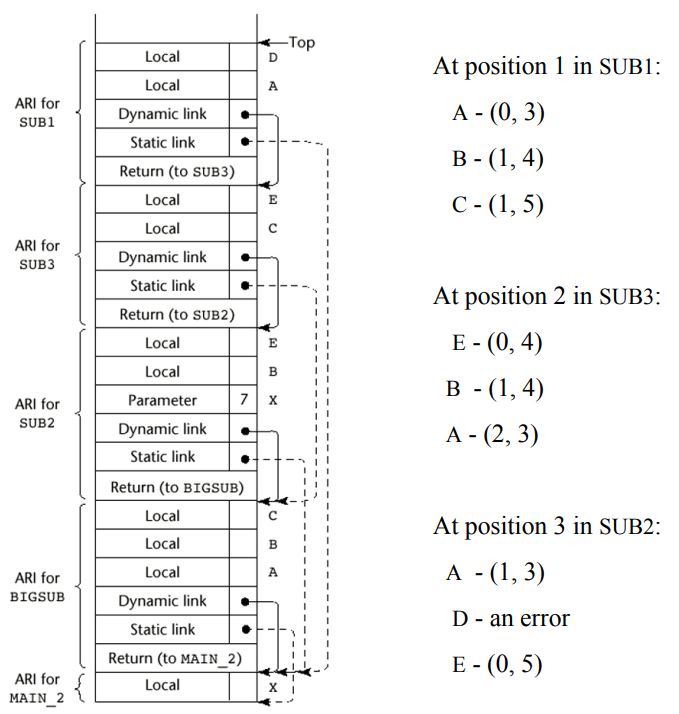 Top
Local D
Local A
ARI for
SUB1
Dynamic link
Static link
Return (to SUB3)
Local E
Local C
ARI for
SUB3
Dynamic link
Static link
Return (to SUB2)
Local E
Local B
ARI for
SUB2
Parameter 7 X
Dynamic link
Static link
Return (to BIGSUB)
Local C
Local B
Local A
ARI for
BIGSUB
Dynamic link
Static link
Return (to MAIN_2)
ARI for
MAIN_2
Local X
At position 1 in SUB1:
A - (0, 3)
B - (1, 4)
C - (1, 5)
At position 2 in SUB3:
E - (0, 4)
B - (1, 4)
A - (2, 3)
At position 3 in SUB2:
A - (1, 3)
D - an error
E - (0, 5)